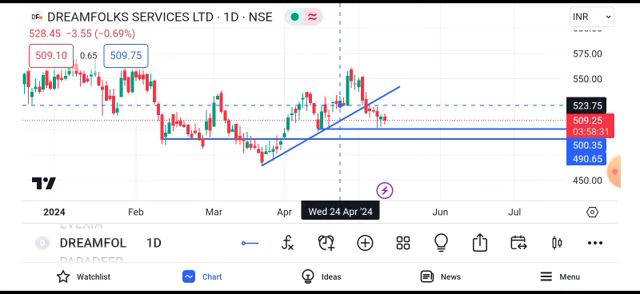 DREAMFOLKS SERVICES LTD · 1D · NSE
528.45 −3.55 (−0.69%)
509.10 0.65 509.75
INR
575.00
550.00
523.75
509.25
03:58:31
500.35
490.65
450.00
2024 Feb Mar Apr Wed 24 Apr '24 Jun Jul
D DREAMFOL 1D
Watchlist Chart Ideas News Menu